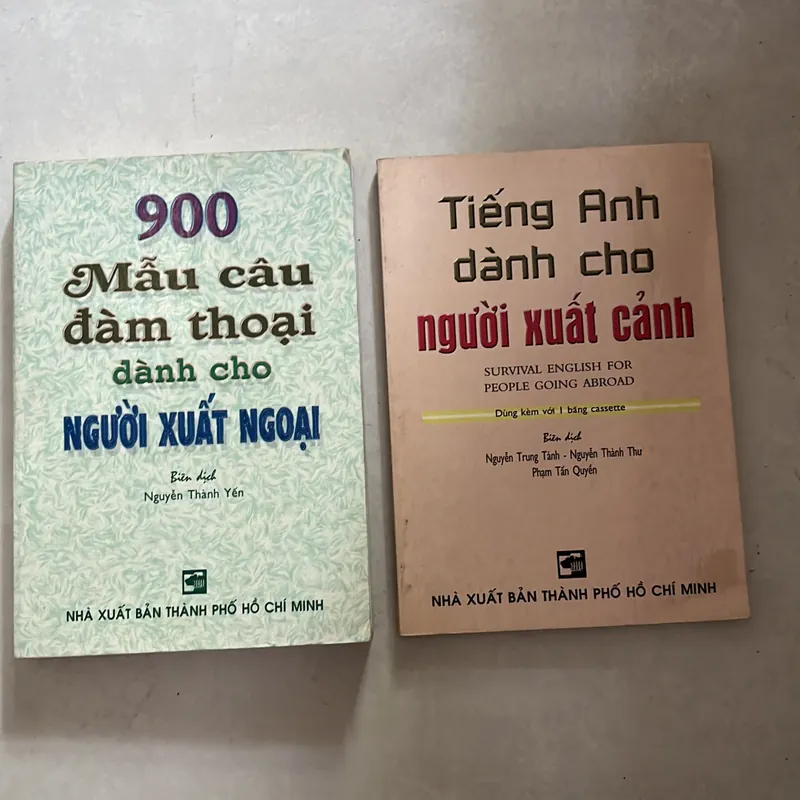 900
Mẫu câu
đàm thoại
dành cho
NGƯỜI XUẤT NGOẠI
Biên dịch
Nguyễn Thành Yến
NHÀ XUẤT BẢN THÀNH PHỐ HỒ CHÍ MINH
Tiếng Anh
dành cho
người xuất cảnh
SURVIVAL ENGLISH FOR
PEOPLE GOING ABROAD
Dùng kèm với 1 băng cassette
Biên dịch
Nguyễn Trung Tánh - Nguyễn Thành Thư
Phạm Tấn Quyền
NHÀ XUẤT BẢN THÀNH PHỐ HỒ CHÍ MINH